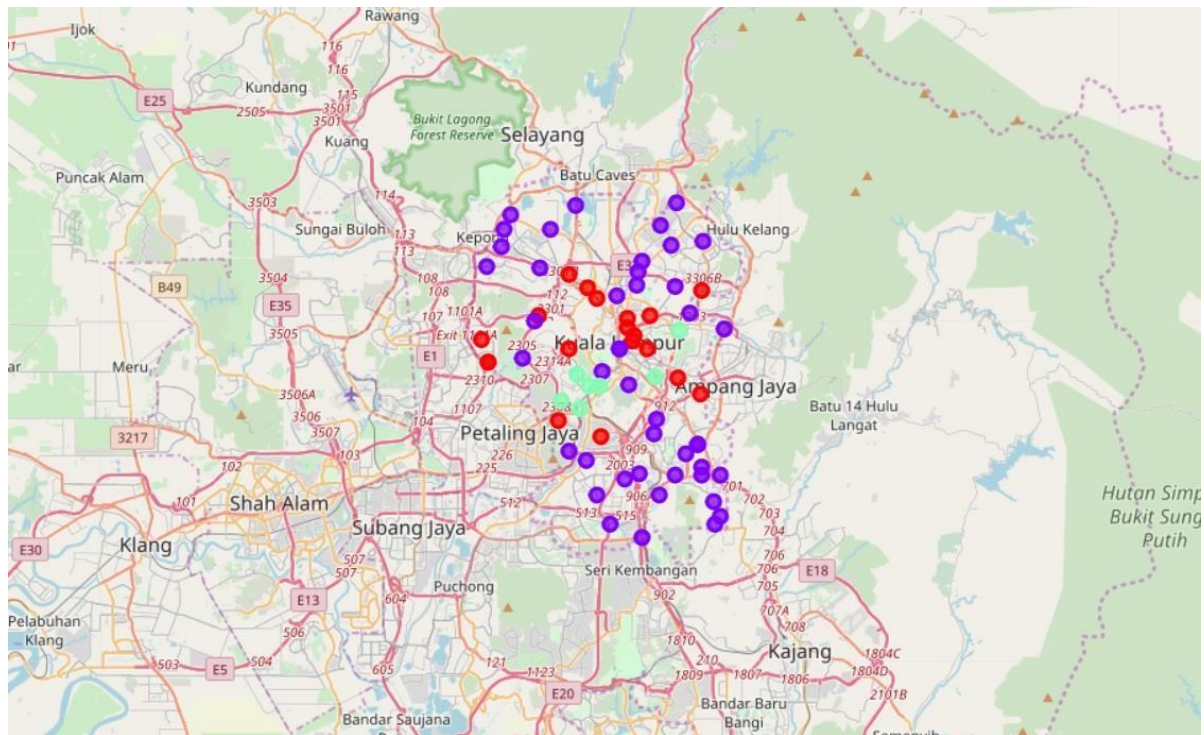 Ijok
Rawang
Kundang
E25
2505
116
116
115
3501
3501
Kuang
Bukit Lagong
Forest Reserve
Selayang
Puncak Alam
3503
114
Batu Caves
Sungai Buloh
113
113
Hulu Kelang
108
108
3306B
B49
3504
E35
3505
1101A
107
112
2305
E1
2310
2307
2314A
Meru
3506A
3506
3507
1107
104
912
Ampang Jaya
Batu 14 Hulu
Langat
3217
102
103
Petaling Jaya
909
225
226
2003
101
Shah Alam
512
906
701
702
703
704
513
515
Subang Jaya
Klang
E30
507
507
706
706
705
E18
Seri Kembangan
902
Puchong
E13
604
506
605
Pelabuhan
Klang
503
504
E5
121
1123
E20
707A
708
Kajang
1810
210
1809
1807
1806
1804C
1804D
2101B
Bandar Saujana
Bandar Baru
Bangi
Hutan Simp
Bukit Sung
Putih